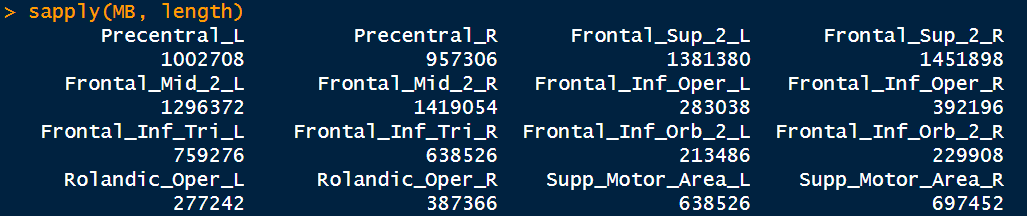 > sapply(MB, length)
Precentral_L Precentral_R Frontal_Sup_2_L Frontal_Sup_2_R
1002708 957306 1381380 1451898
Frontal_Mid_2_L Frontal_Mid_2_R Frontal_Inf_Oper_L Frontal_Inf_Oper_R
1296372 1419054 283038 392196
Frontal_Inf_Tri_L Frontal_Inf_Tri_R Frontal_Inf_Orb_2_L Frontal_Inf_Orb_2_R
759276 638526 213486 229908
Rolandic_Oper_L Rolandic_Oper_R Supp_Motor_Area_L Supp_Motor_Area_R
277242 387366 638526 697452